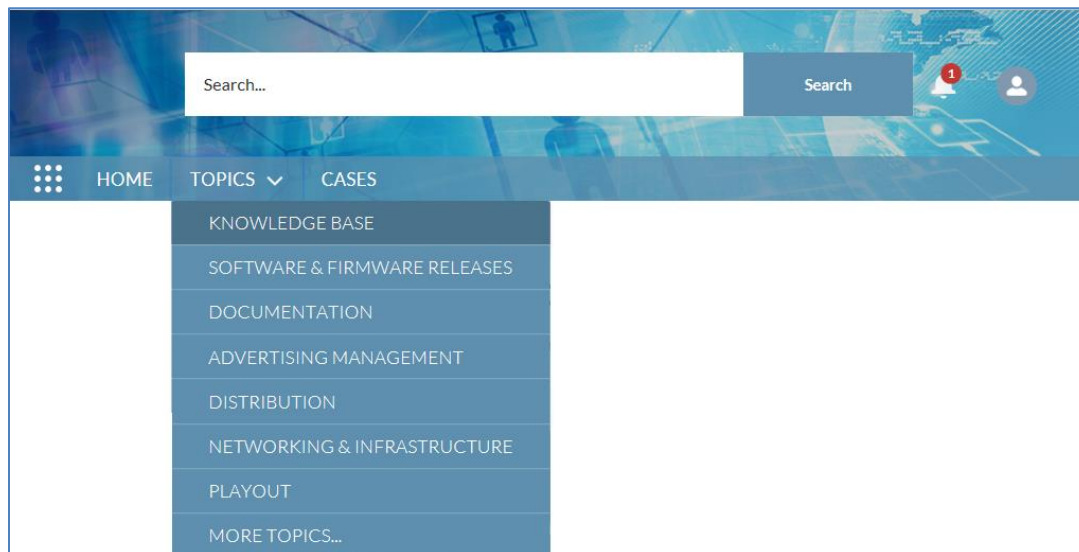 Search...
Search
1
HOME TOPICS CASES
KNOWLEDGE BASE
SOFTWARE & FIRMWARE RELEASES
DOCUMENTATION
ADVERTISING MANAGEMENT
DISTRIBUTION
NETWORKING & INFRASTRUCTURE
PLAYOUT
MORE TOPICS...